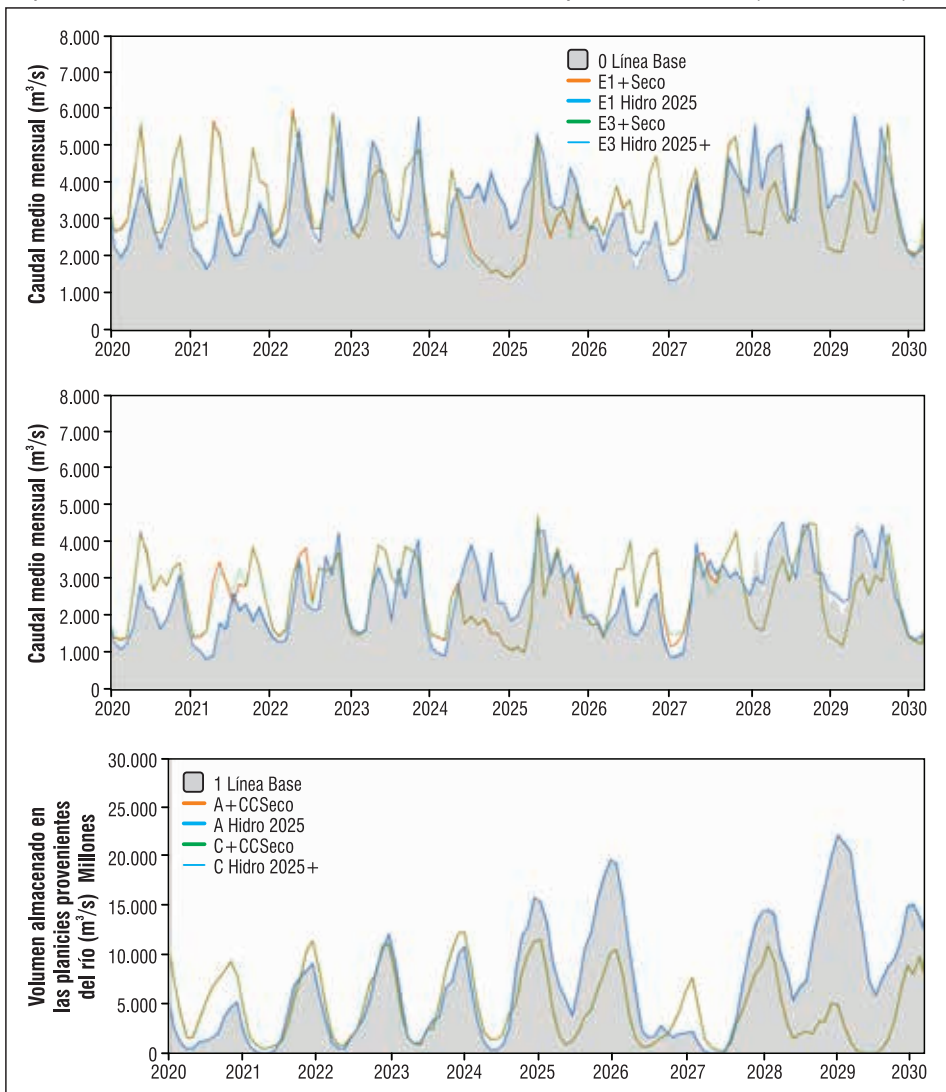 8.000
7.000
6.000
5.000
4.000
3.000
2.000
1.000
0
Caudal medio mensual (m³/s)
0 Línea Base
E1+Seco
E1 Hidro 2025
E3+Seco
E3 Hidro 2025+
2020 2021 2022 2023 2024 2025 2026 2027 2028 2029 2030
8.000
7.000
6.000
5.000
4.000
3.000
2.000
1.000
0
Caudal medio mensual (m³/s)
2020 2021 2022 2023 2024 2025 2026 2027 2028 2029 2030
30.000
25.000
20.000
15.000
10.000
5.000
0
Volumen almacenado en
las planicies provenientes
del río (m³/s) Millones
1 Línea Base
A+CCSeco
A Hidro 2025
C+CCSeco
C Hidro 2025+
2020 2021 2022 2023 2024 2025 2026 2027 2028 2029 2030